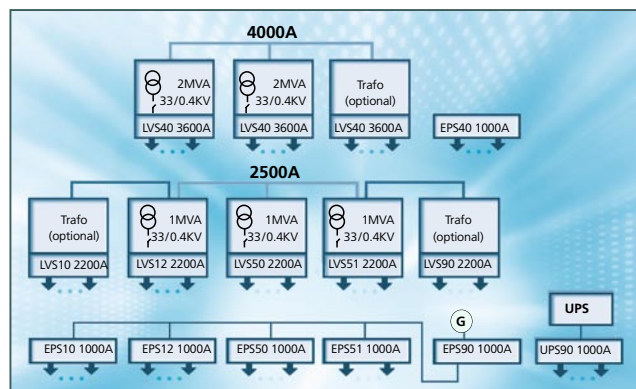 4000A
2MVA
33/0.4KV
LVS40 3600A
2MVA
33/0.4KV
LVS40 3600A
Trafo
(optional)
LVS40 3600A
EPS40 1000A
2500A
Trafo
(optional)
LVS10 2200A
1MVA
33/0.4KV
LVS12 2200A
1MVA
33/0.4KV
LVS50 2200A
1MVA
33/0.4KV
LVS51 2200A
Trafo
(optional)
LVS90 2200A
G
UPS
EPS10 1000A
EPS12 1000A
EPS50 1000A
EPS51 1000A
EPS90 1000A
UPS90 1000A